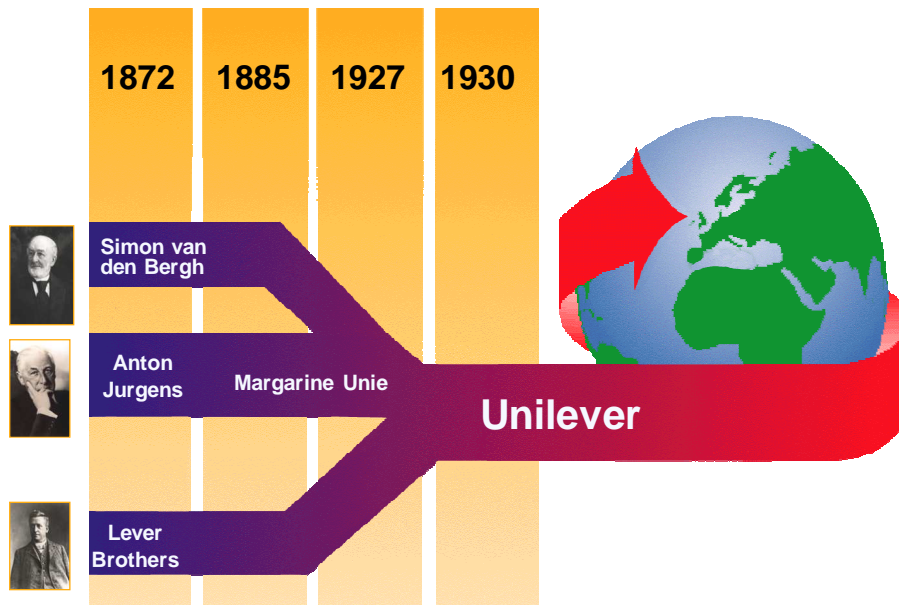 1872 1885 1927 1930
Simon van
den Bergh
Anton
Jurgens
Margarine Unie
Unilever
Lever
Brothers